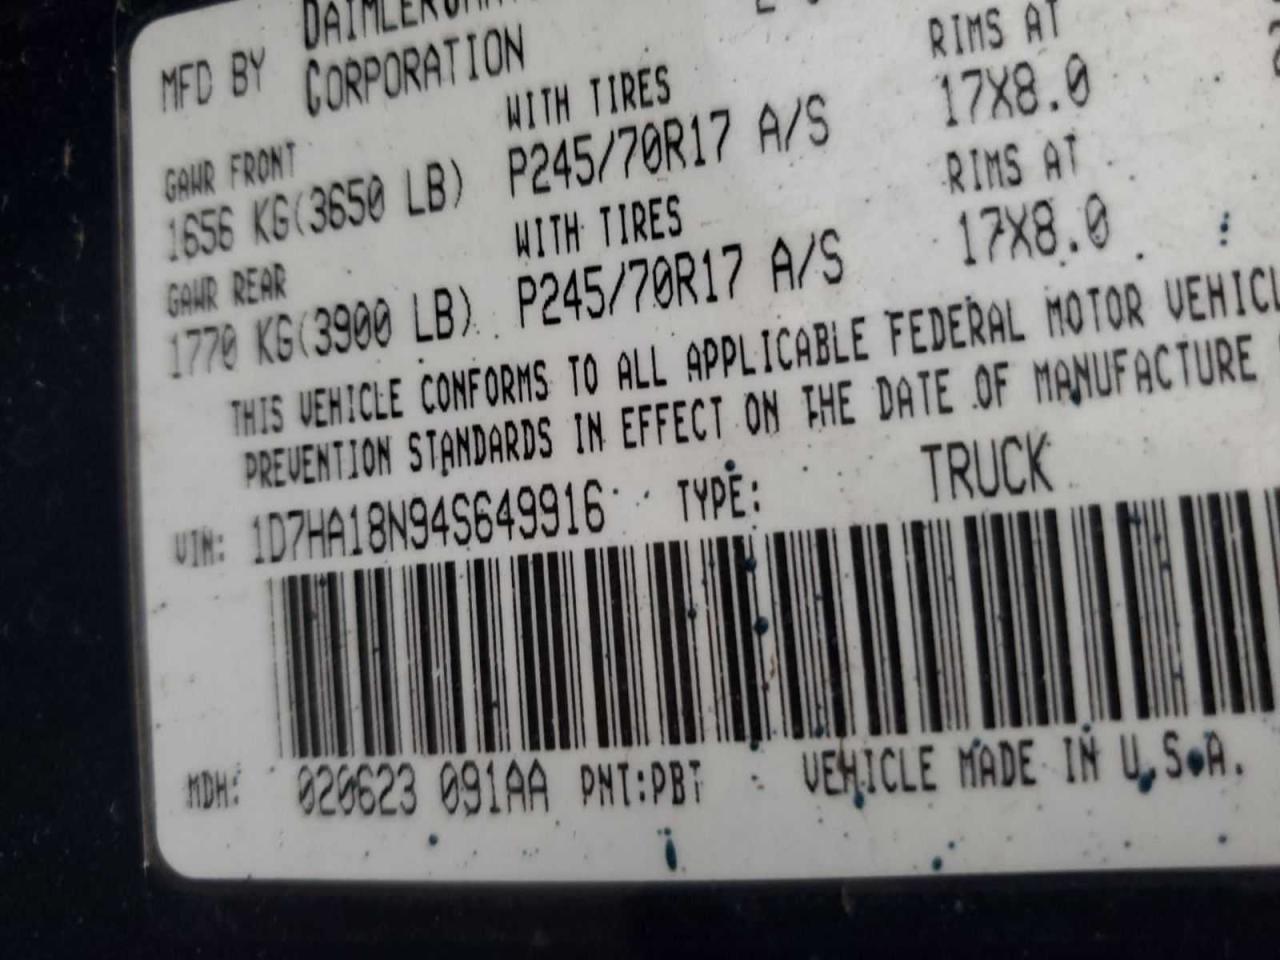 MFD BY
CORPORATION
GAWR FRONT WITH TIRES RIMS AT
1656 KG(3650 LB) P245/70R17 A/S 17X8.0
GAWR REAR WITH TIRES RIMS AT
1770 KG(3900 LB) P245/70R17 A/S 17X8.0
THIS VEHICLE CONFORMS TO ALL APPLICABLE FEDERAL MOTOR
PREVENTION STANDARDS IN EFFECT ON THE DATE OF MANUFACTURE
VIN: 1D7HA18N94S649916 TYPE: TRUCK
MDH: 020623 091AA PNT:PBT VEHICLE MADE IN U.S.A.